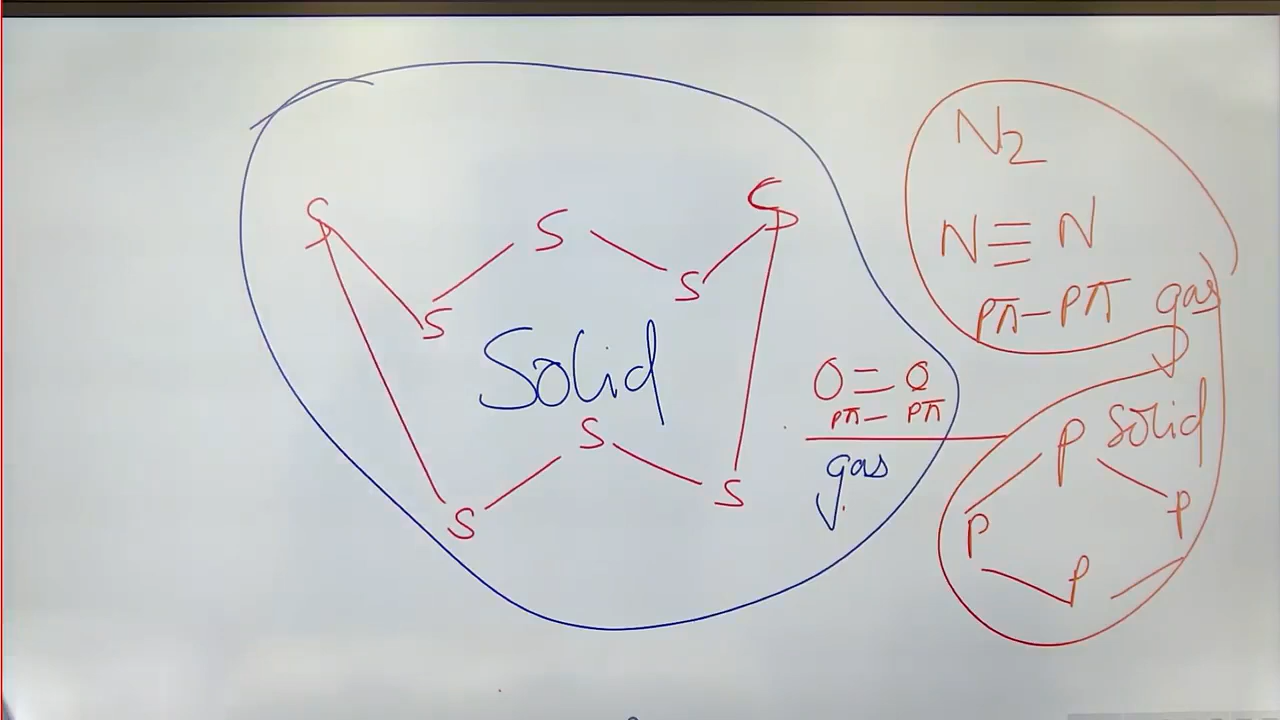 S S S S S
Solid
S S S
O=O
pπ– pπ
gas
N2
N≡N
pπ–pπ gas
Solid
P
P P
P